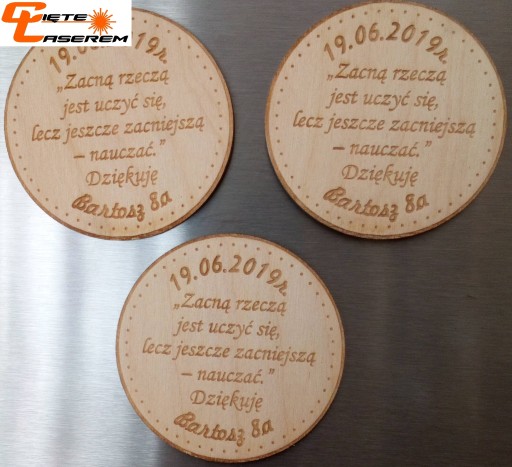 CIĘTE
LASEREM
19.06.2019r.
„Zacną rzeczą
jest uczyć się,
lecz jeszcze zacniejszą
– nauczać.”
Dziękuję
Bartosz 8a
19.06.2019r.
„Zacną rzeczą
jest uczyć się,
lecz jeszcze zacniejszą
– nauczać.”
Dziękuję
Bartosz 8a
19.06.2019r.
„Zacną rzeczą
jest uczyć się,
lecz jeszcze zacniejszą
– nauczać.”
Dziękuję
Bartosz 8a